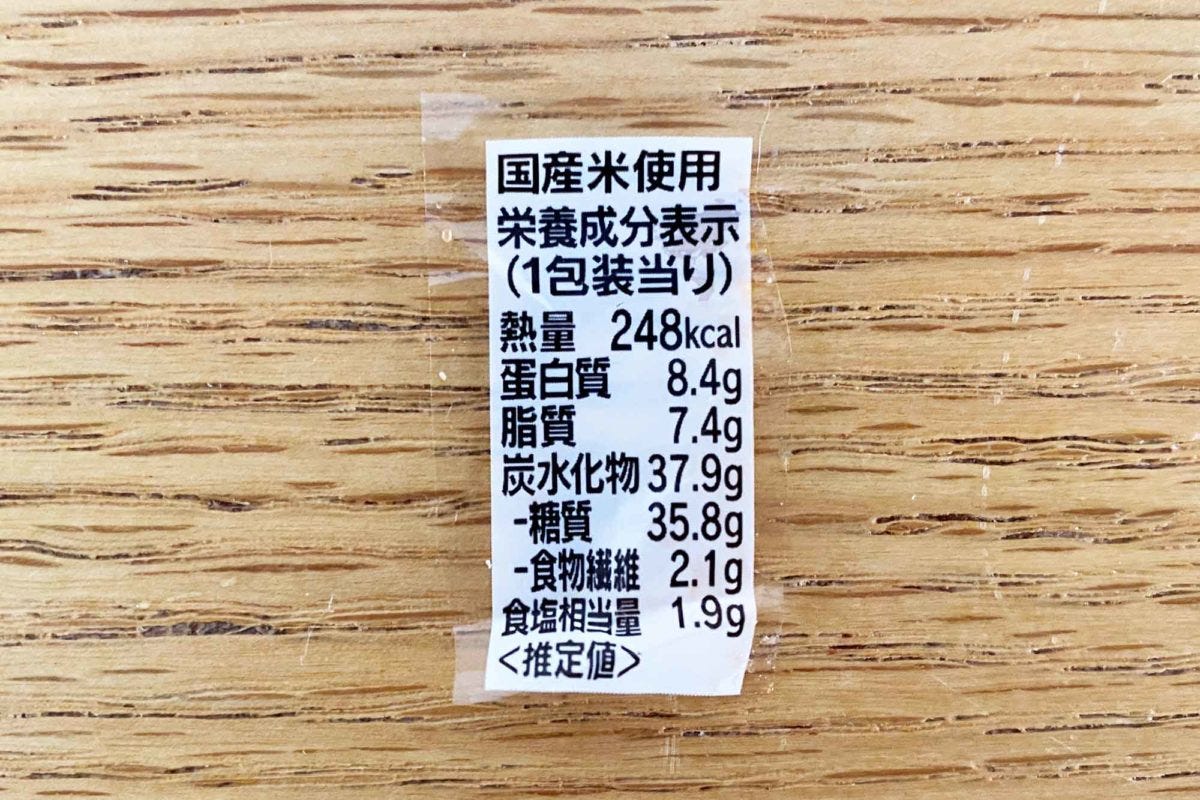 国産米使用
栄養成分表示
(1包装当り)
熱量 248kcal
蛋白質 8.4g
脂質 7.4g
炭水化物 37.9g
-糖質 35.8g
-食物繊維 2.1g
食塩相当量 1.9g
<推定値>